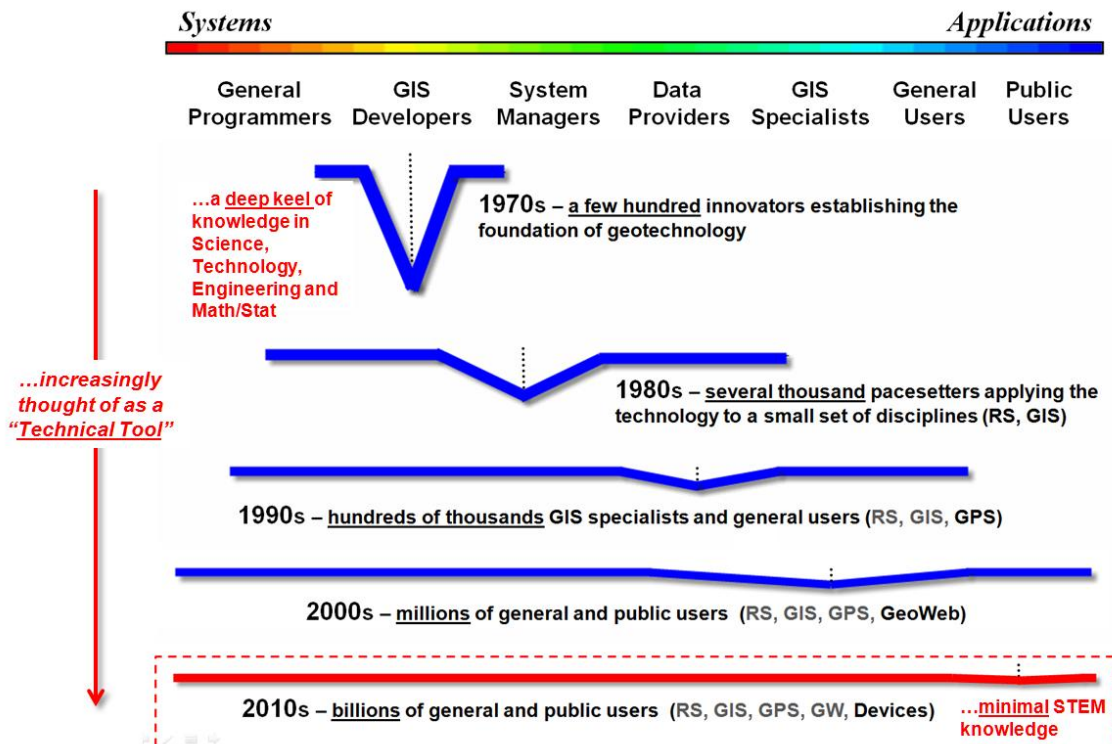 Systems
Applications
General
Programmers
GIS
Developers
System
Managers
Data
Providers
GIS
Specialists
General
Users
Public
Users
…a deep keel of
knowledge in
Science,
Technology,
Engineering and
Math/Stat
1970s – a few hundred innovators establishing the
foundation of geotechnology
…increasingly
thought of as a
“Technical Tool”
1980s – several thousand pacesetters applying the
technology to a small set of disciplines (RS, GIS)
1990s – hundreds of thousands GIS specialists and general users (RS, GIS, GPS)
2000s – millions of general and public users (RS, GIS, GPS, GeoWeb)
2010s – billions of general and public users (RS, GIS, GPS, GW, Devices)
…minimal STEM
knowledge